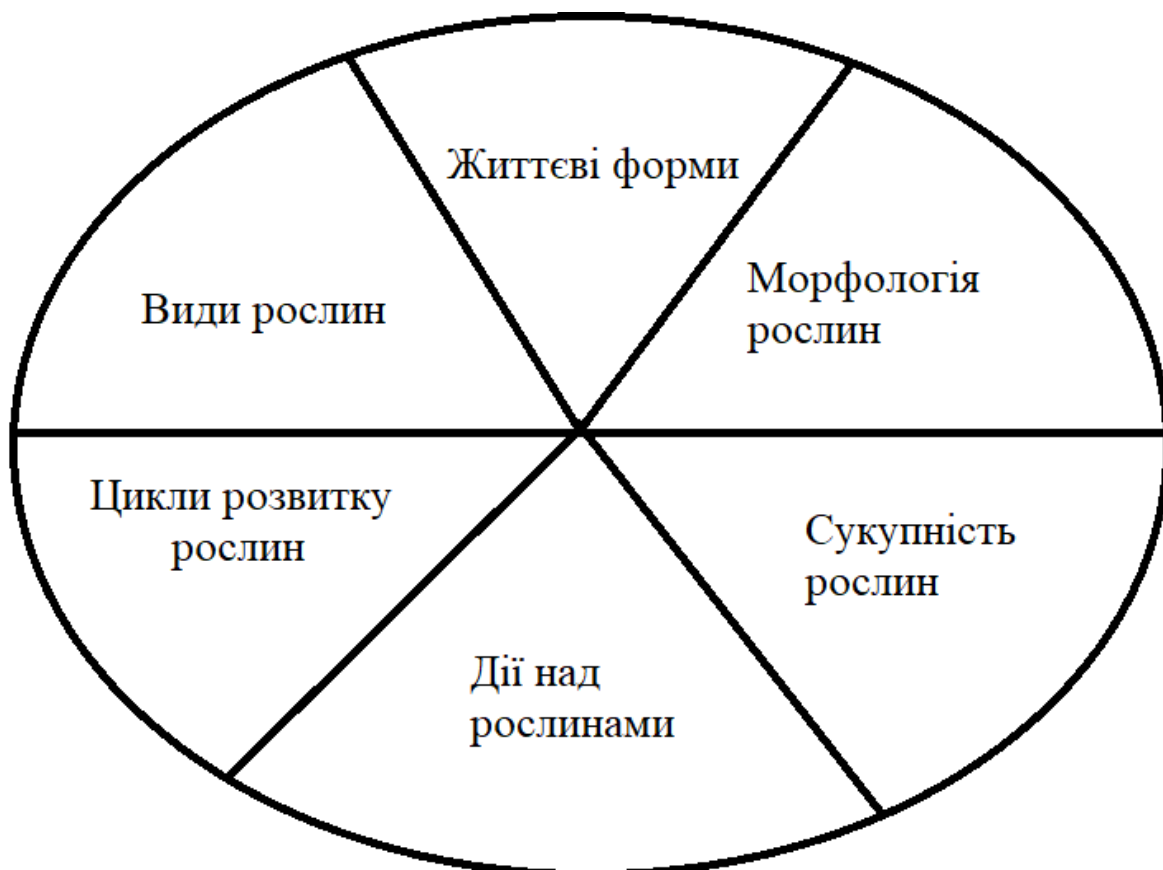 Життєві форми
Морфологія
рослин
Види рослин
Цикли розвитку
рослин
Сукупність
рослин
Дії над
рослинами